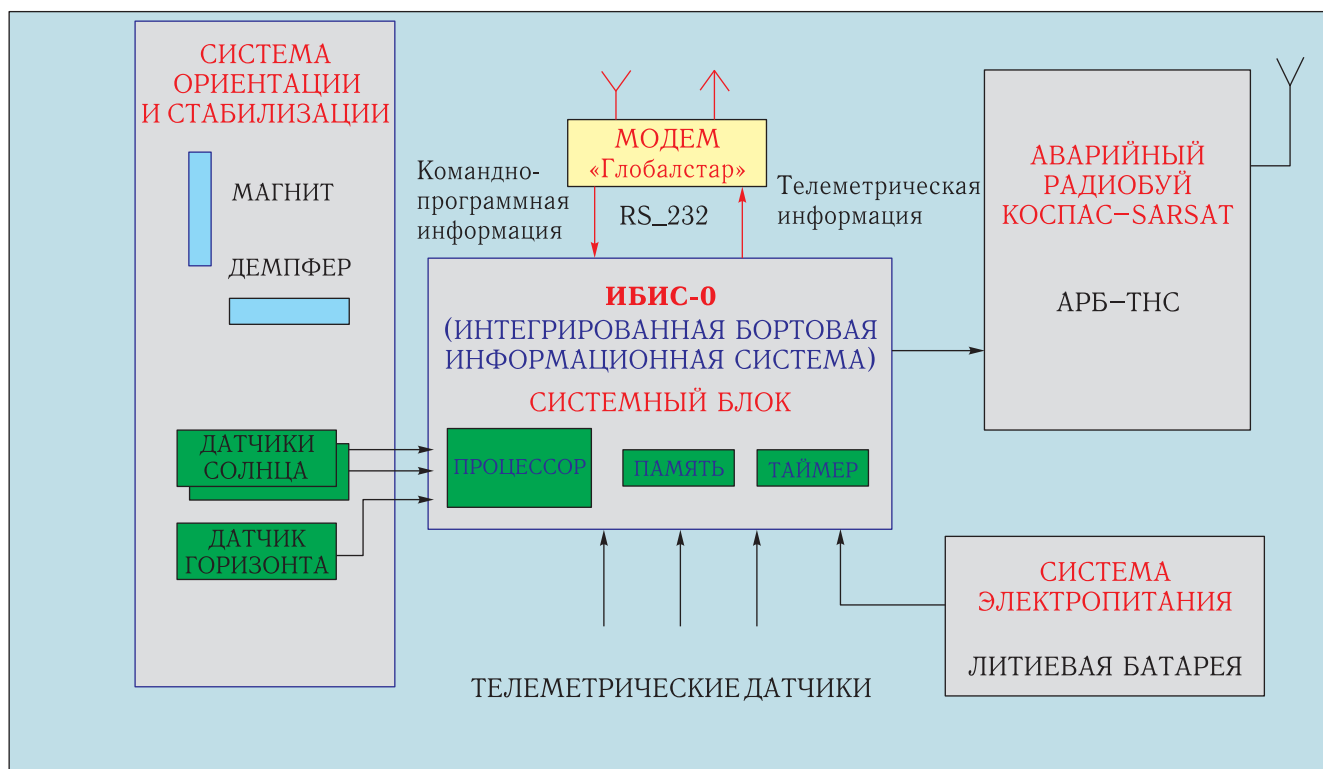 СИСТЕМА
ОРИЕНТАЦИИ
И СТАБИЛИЗАЦИИ
МАГНИТ
ДЕМПФЕР
ДАТЧИКИ
СОЛНЦА
ДАТЧИК
ГОРИЗОНТА
МОДЕМ
«Глобалстар»
Командно-
программная
информация
RS_232
Телеметрическая
информация
ИБИС-0
(ИНТЕГРИРОВАННАЯ БОРТОВАЯ
ИНФОРМАЦИОННАЯ СИСТЕМА)
СИСТЕМНЫЙ БЛОК
ПРОЦЕССОР
ПАМЯТЬ
ТАЙМЕР
ТЕЛЕМЕТРИЧЕСКИЕ ДАТЧИКИ
АВАРИЙНЫЙ
РАДИОБУЙ
КОСПАС–SARSAT
АРБ–ТНС
СИСТЕМА
ЭЛЕКТРОПИТАНИЯ
ЛИТИЕВАЯ БАТАРЕЯ